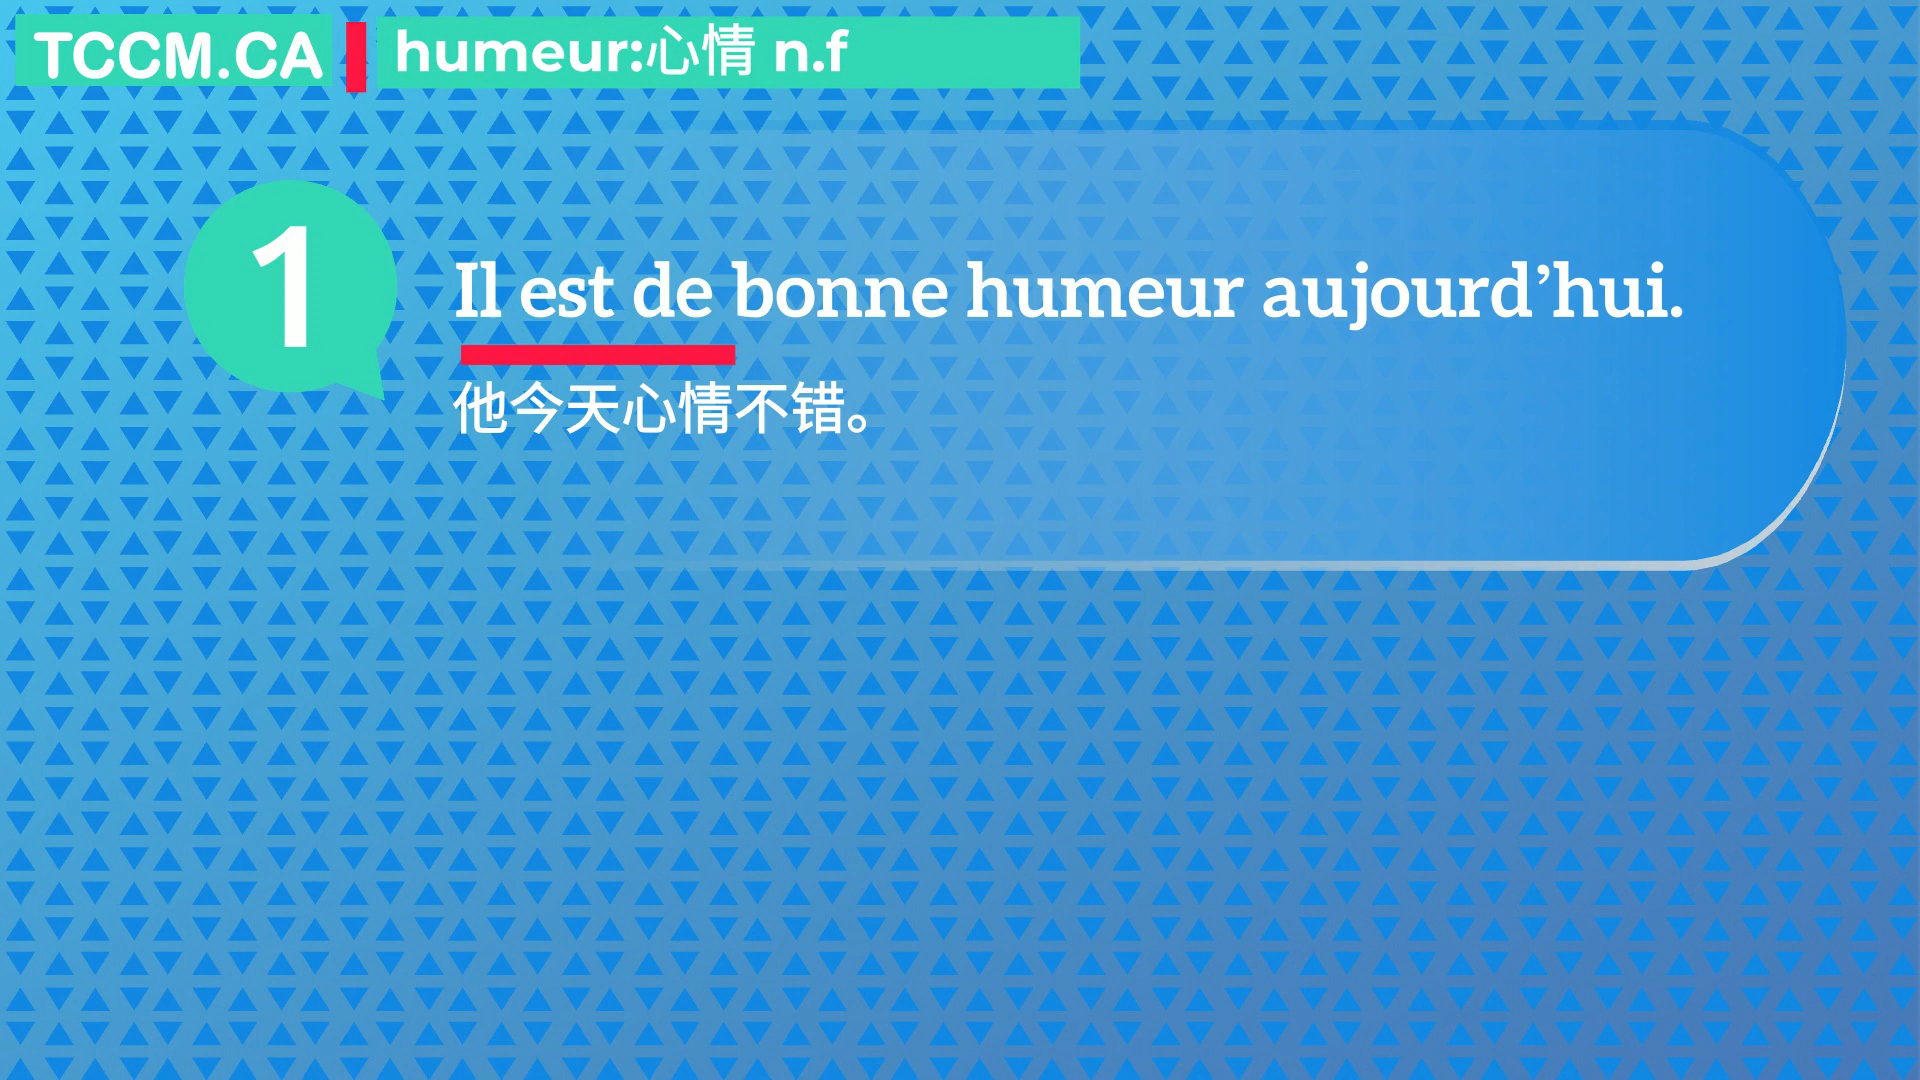 TCCM.CA
humeur:心情 n.f
1
Il est de bonne humeur aujourd’hui.
他今天心情不错。